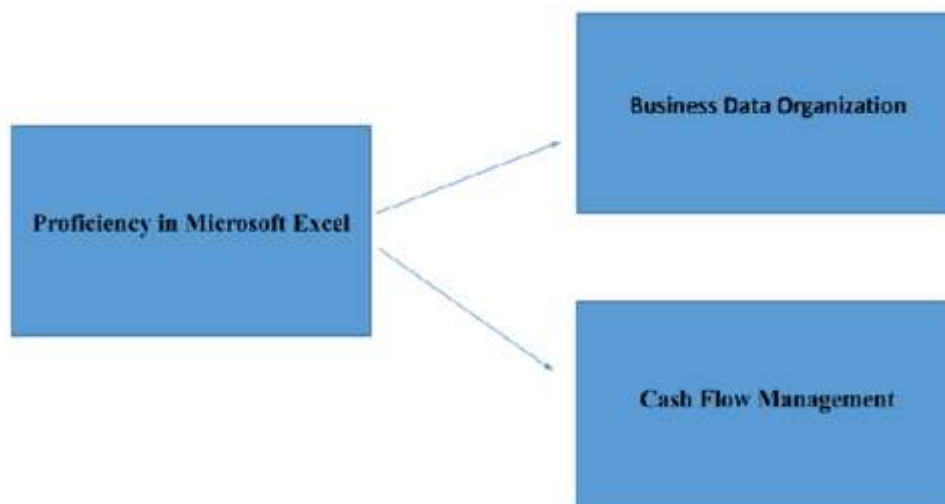 Business Data Organization
Proficiency in Microsoft Excel
Cash Flow Management